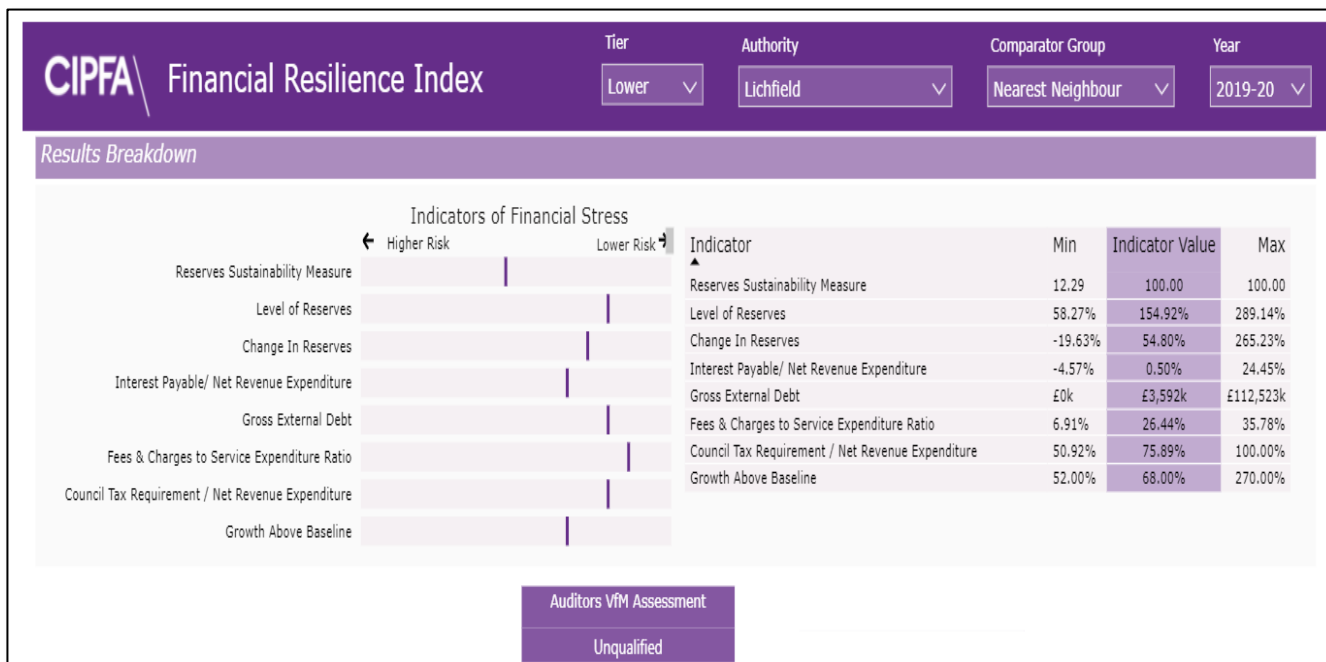 CIPFA
Financial Resilience Index
Tier
Lower
Authority
Lichfield
Comparator Group
Nearest Neighbour
Year
2019-20
Results Breakdown
Indicators of Financial Stress
Higher Risk
Lower Risk
Reserves Sustainability Measure
Level of Reserves
Change In Reserves
Interest Payable/ Net Revenue Expenditure
Gross External Debt
Fees & Charges to Service Expenditure Ratio
Council Tax Requirement / Net Revenue Expenditure
Growth Above Baseline
Indicator Min Indicator Value Max
Reserves Sustainability Measure 12.29 100.00 100.00
Level of Reserves 58.27% 154.92% 289.14%
Change In Reserves -19.63% 54.80% 265.23%
Interest Payable/ Net Revenue Expenditure -4.57% 0.50% 24.45%
Gross External Debt £0k £3,592k £112,523k
Fees & Charges to Service Expenditure Ratio 6.91% 26.44% 35.78%
Council Tax Requirement / Net Revenue Expenditure 50.92% 75.89% 100.00%
Growth Above Baseline 52.00% 68.00% 270.00%
Auditors VfM Assessment
Unqualified